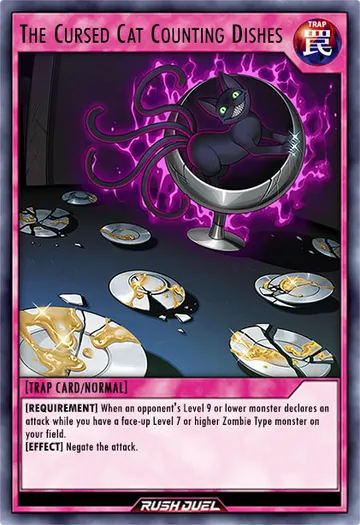 The Cursed Cat Counting Dishes
TRAP
罠
[TRAP CARD/NORMAL]
[REQUIREMENT] When an opponent's Level 9 or lower monster declares an
attack while you have a face-up Level 7 or higher Zombie Type monster on
your field.
[EFFECT] Negate the attack.
RUSH DUEL